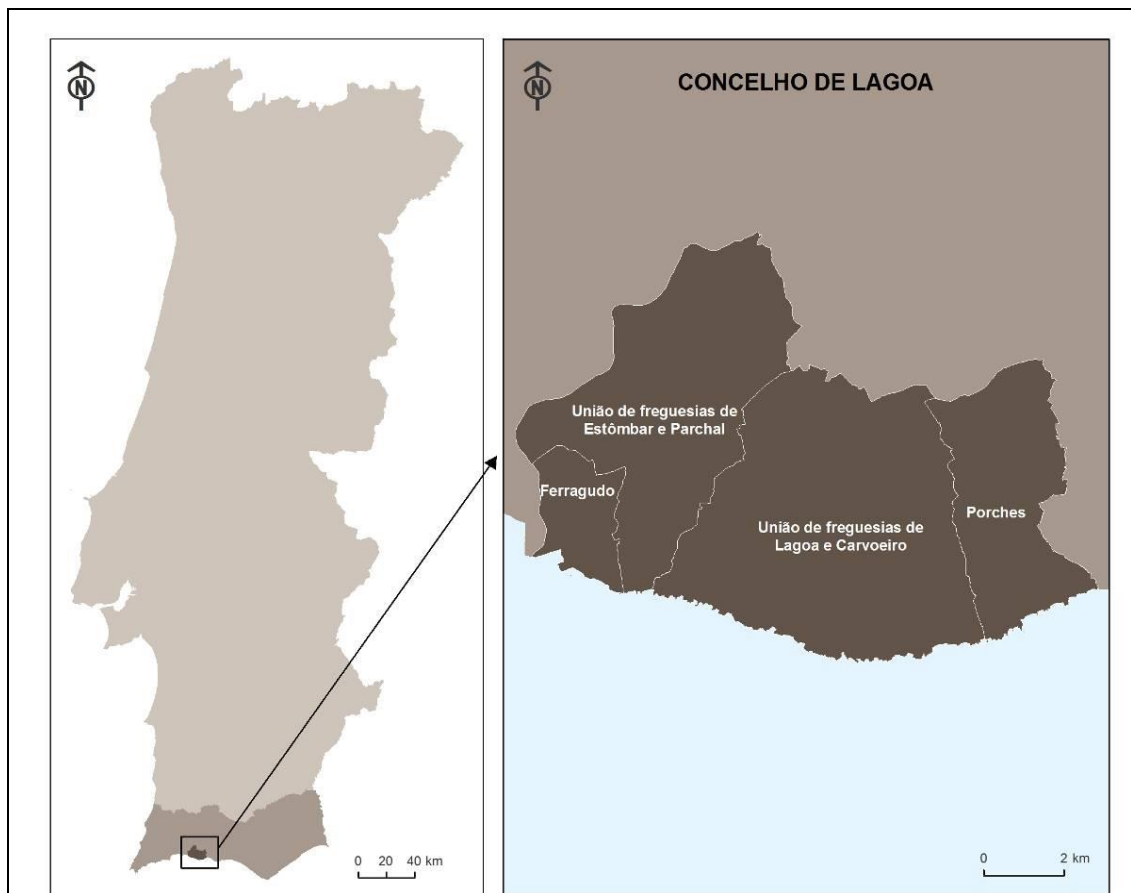 N
N
CONCELHO DE LAGOA
União de freguesias de
Estômbar e Parchal
Ferragudo
União de freguesias de
Lagoa e Carvoeiro
Porches
0 20 40 km
0 2 km